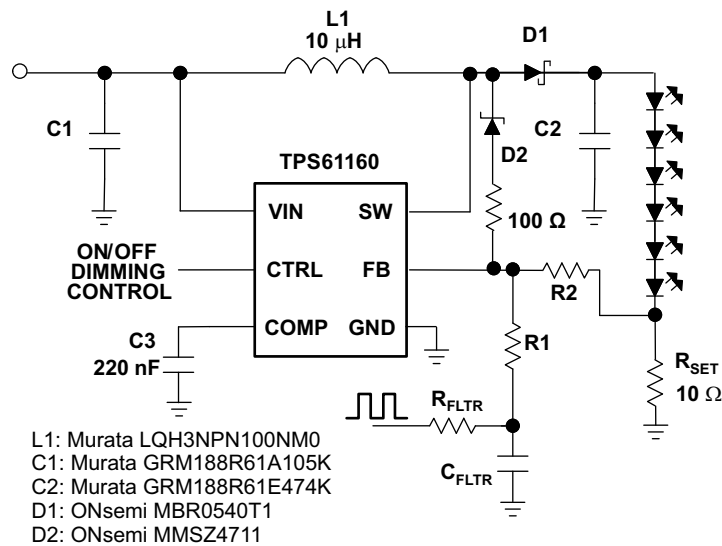 L1
10 μH
D1
C1
C2
D2
TPS61160
VIN
SW
100 Ω
ON/OFF
DIMMING
CONTROL
CTRL
FB
R2
C3
220 nF
COMP
GND
R1
RSET
10 Ω
RFLTR
CFLTR
L1: Murata LQH3NPN100NM0
C1: Murata GRM188R61A105K
C2: Murata GRM188R61E474K
D1: ONsemi MBR0540T1
D2: ONsemi MMSZ4711